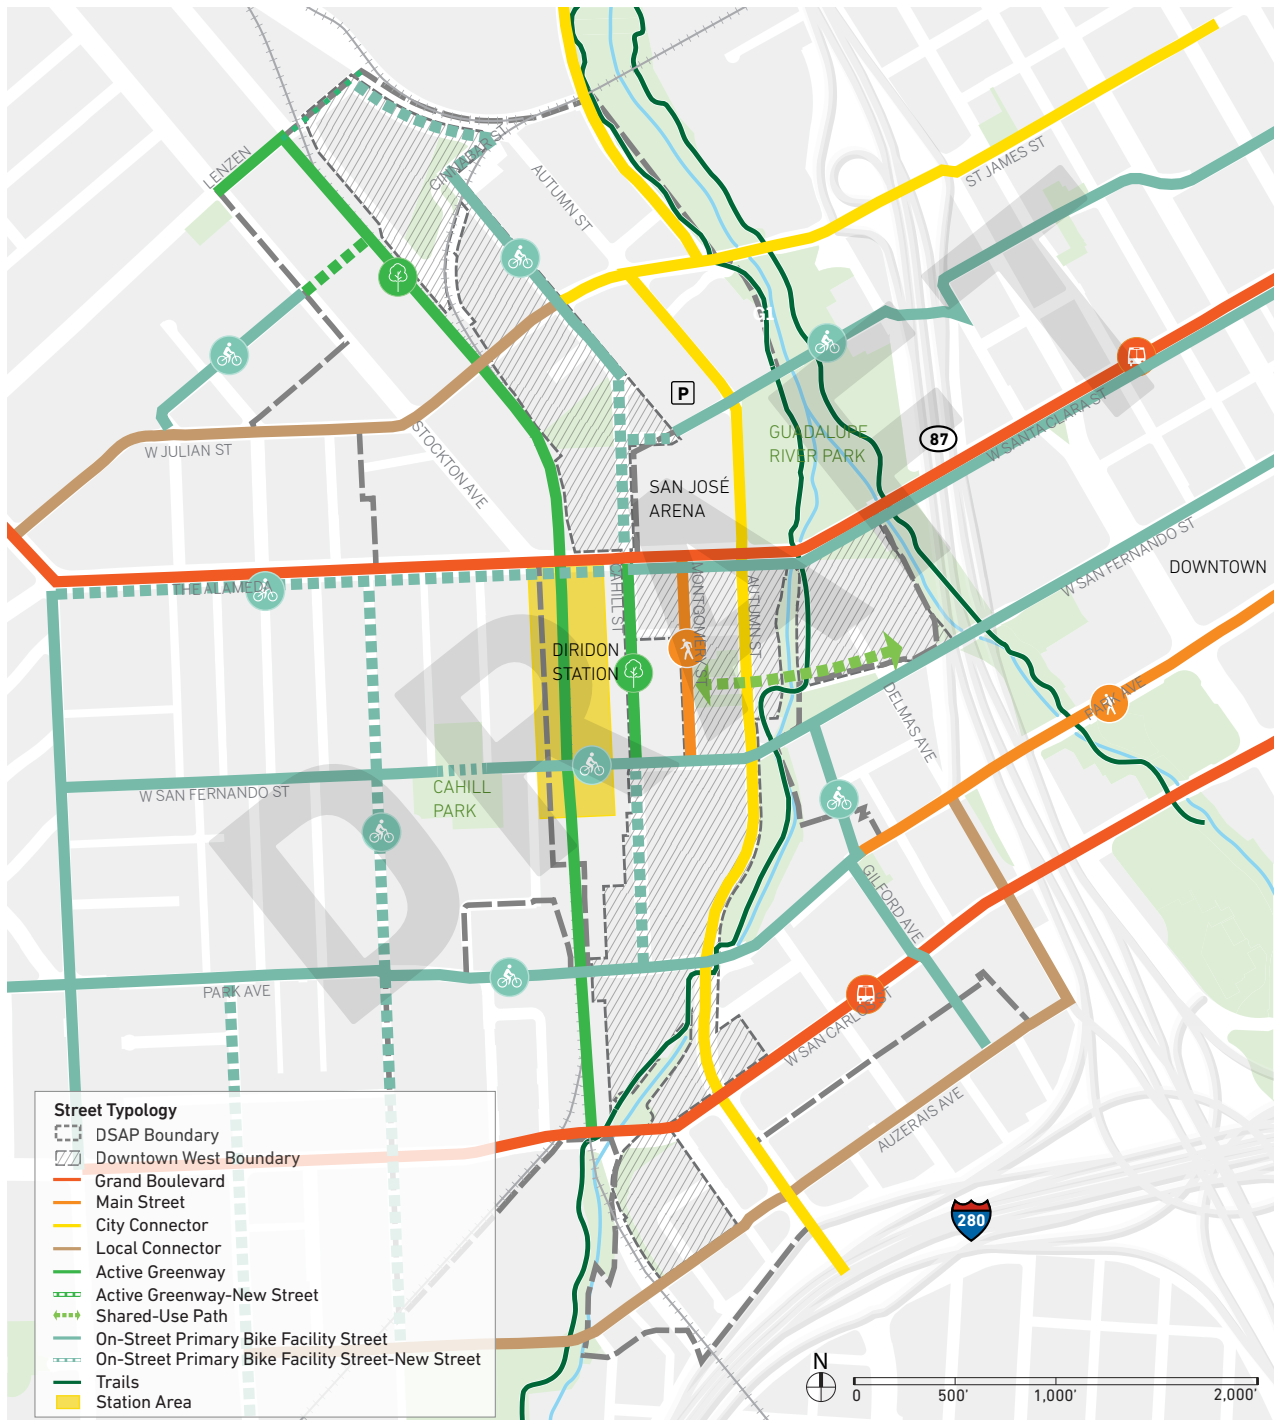 LENZEN
CINNABAR ST
AUTUMN ST
ST JAMES ST
STOCKTON AVE
W JULIAN ST
P
GUADALUPE
RIVER PARK
87
W SANTA CLARA ST
SAN JOSÉ
ARENA
W SAN FERNANDO ST
DOWNTOWN
THE ALAMEDA
CAHILL ST
MONTGOMERY ST
AUTUMN ST
DIRIDON
STATION
DELMAS AVE
PARK AVE
W SAN FERNANDO ST
CAHILL
PARK
GILFORD AVE
PARK AVE
W SAN CARLOS ST
AUZERAIS AVE
280
DRAFT
Street Typology
DSAP Boundary
Downtown West Boundary
Grand Boulevard
Main Street
City Connector
Local Connector
Active Greenway
Active Greenway-New Street
Shared-Use Path
On-Street Primary Bike Facility Street
On-Street Primary Bike Facility Street-New Street
Trails
Station Area
N
0 500' 1,000' 2,000'